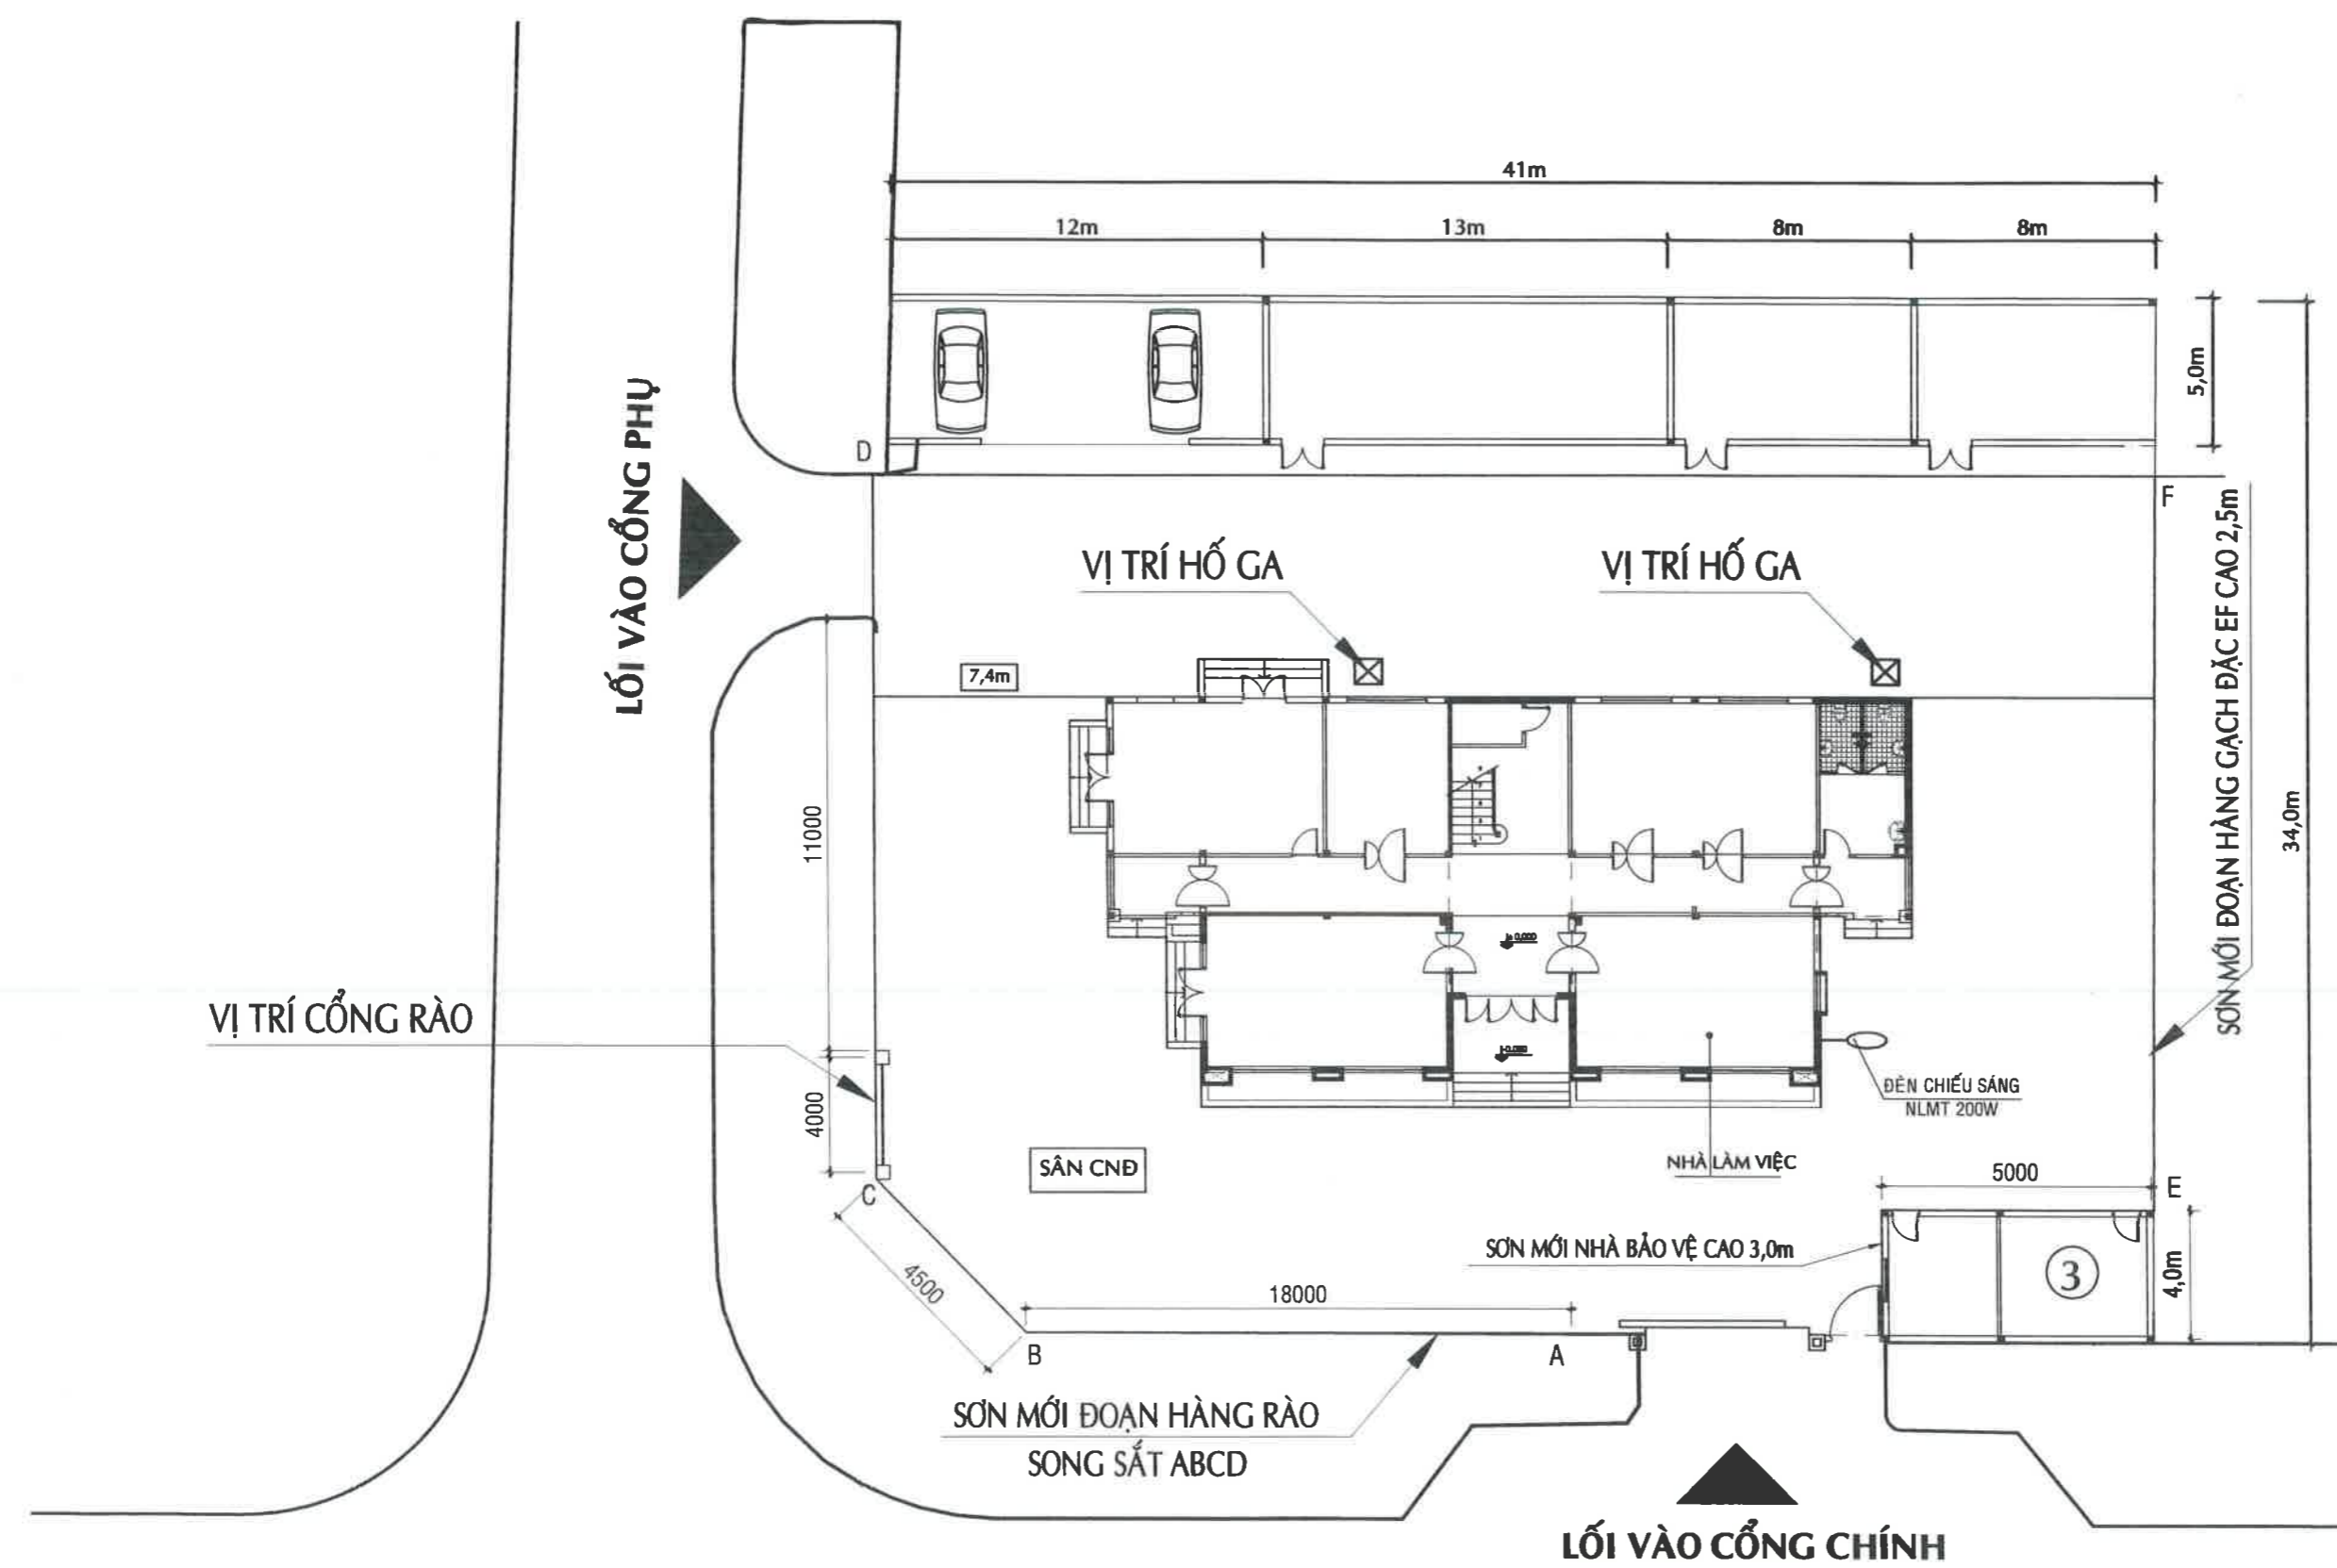 41m
12m
13m
8m
8m
5,0m
D
F
LỐI VÀO CỔNG PHỤ
VỊ TRÍ HỐ GA
VỊ TRÍ HỐ GA
7,4m
SƠN MỚI ĐOẠN HÀNG GẠCH ĐẶC EF CAO 2,5m
34,0m
11000
VỊ TRÍ CỔNG RÀO
4000
ĐÈN CHIẾU SÁNG
NLMT 200W
SÂN CNĐ
NHÀ LÀM VIỆC
5000
E
C
SƠN MỚI NHÀ BẢO VỆ CAO 3,0m
3
4,0m
4500
18000
B
A
SƠN MỚI ĐOẠN HÀNG RÀO
SONG SẮT ABCD
LỐI VÀO CỔNG CHÍNH